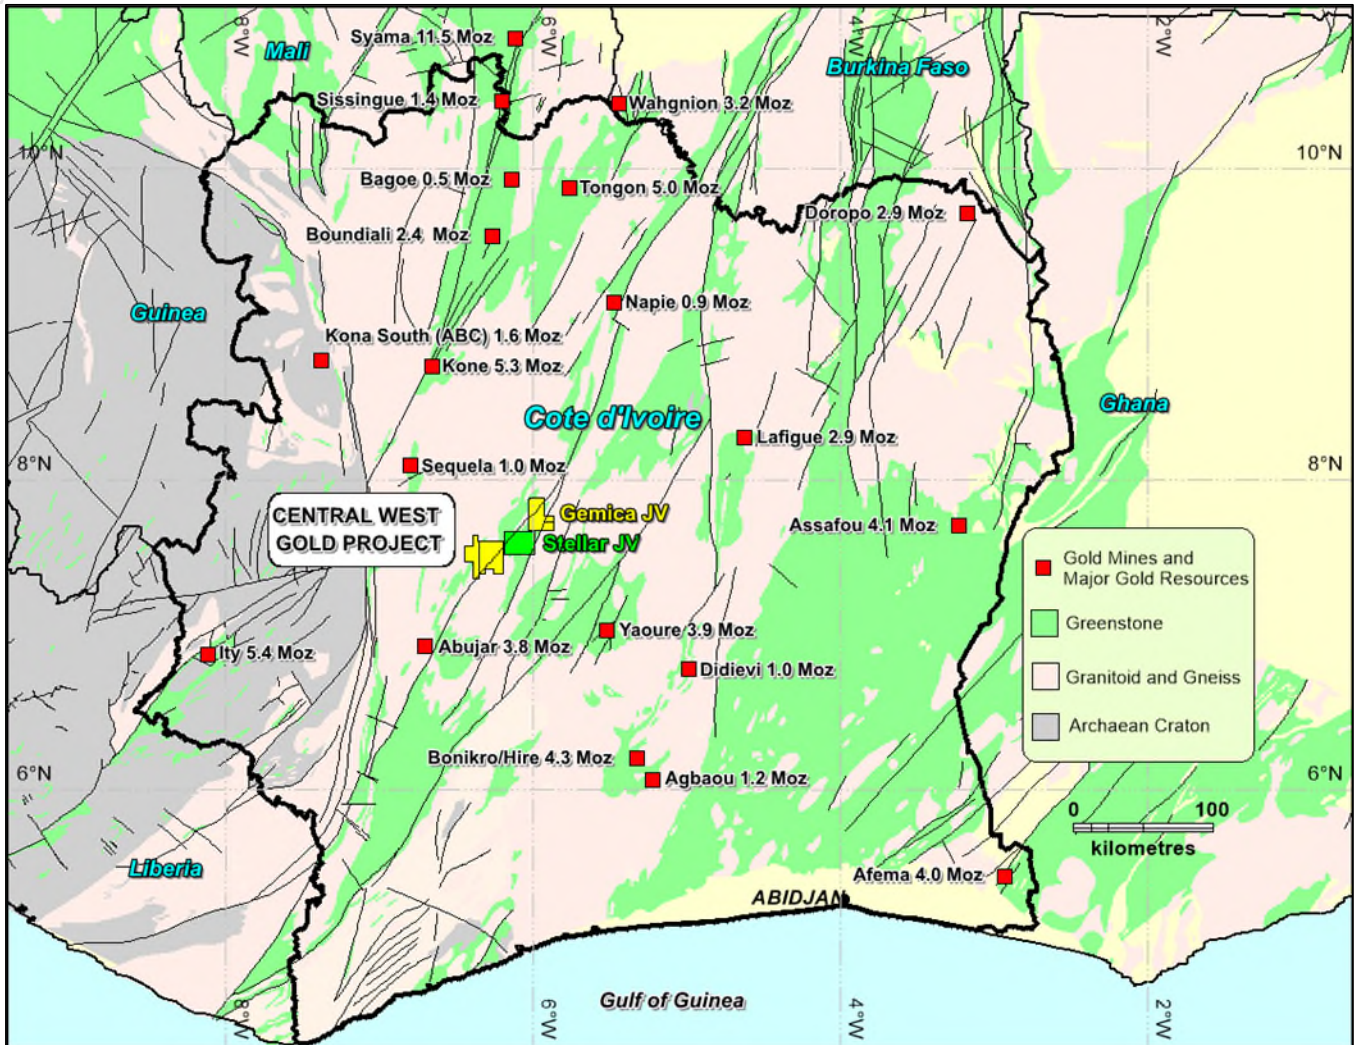 8°W
6°W
4°W
2°W
Syama 11.5 Moz
Mali
Burkina Faso
Sissingue 1.4 Moz
Wahgnion 3.2 Moz
10°N
10°N
Bagoe 0.5 Moz
Tongon 5.0 Moz
Doropo 2.9 Moz
Boundiali 2.4 Moz
Guinea
Napie 0.9 Moz
Kona South (ABC) 1.6 Moz
Kone 5.3 Moz
Cote d'Ivoire
Ghana
Lafigue 2.9 Moz
Sequela 1.0 Moz
8°N
8°N
CENTRAL WEST
GOLD PROJECT
Gemica JV
Stellar JV
Assafou 4.1 Moz
Gold Mines and
Major Gold Resources
Greenstone
Granitoid and Gneiss
Archaean Craton
Yaoure 3.9 Moz
Abujar 3.8 Moz
Ity 5.4 Moz
Didievi 1.0 Moz
Bonikro/Hire 4.3 Moz
Agbaou 1.2 Moz
6°N
6°N
0 100
kilometres
Liberia
Afema 4.0 Moz
ABIDJAN
Gulf of Guinea
8°W
6°W
4°W
2°W